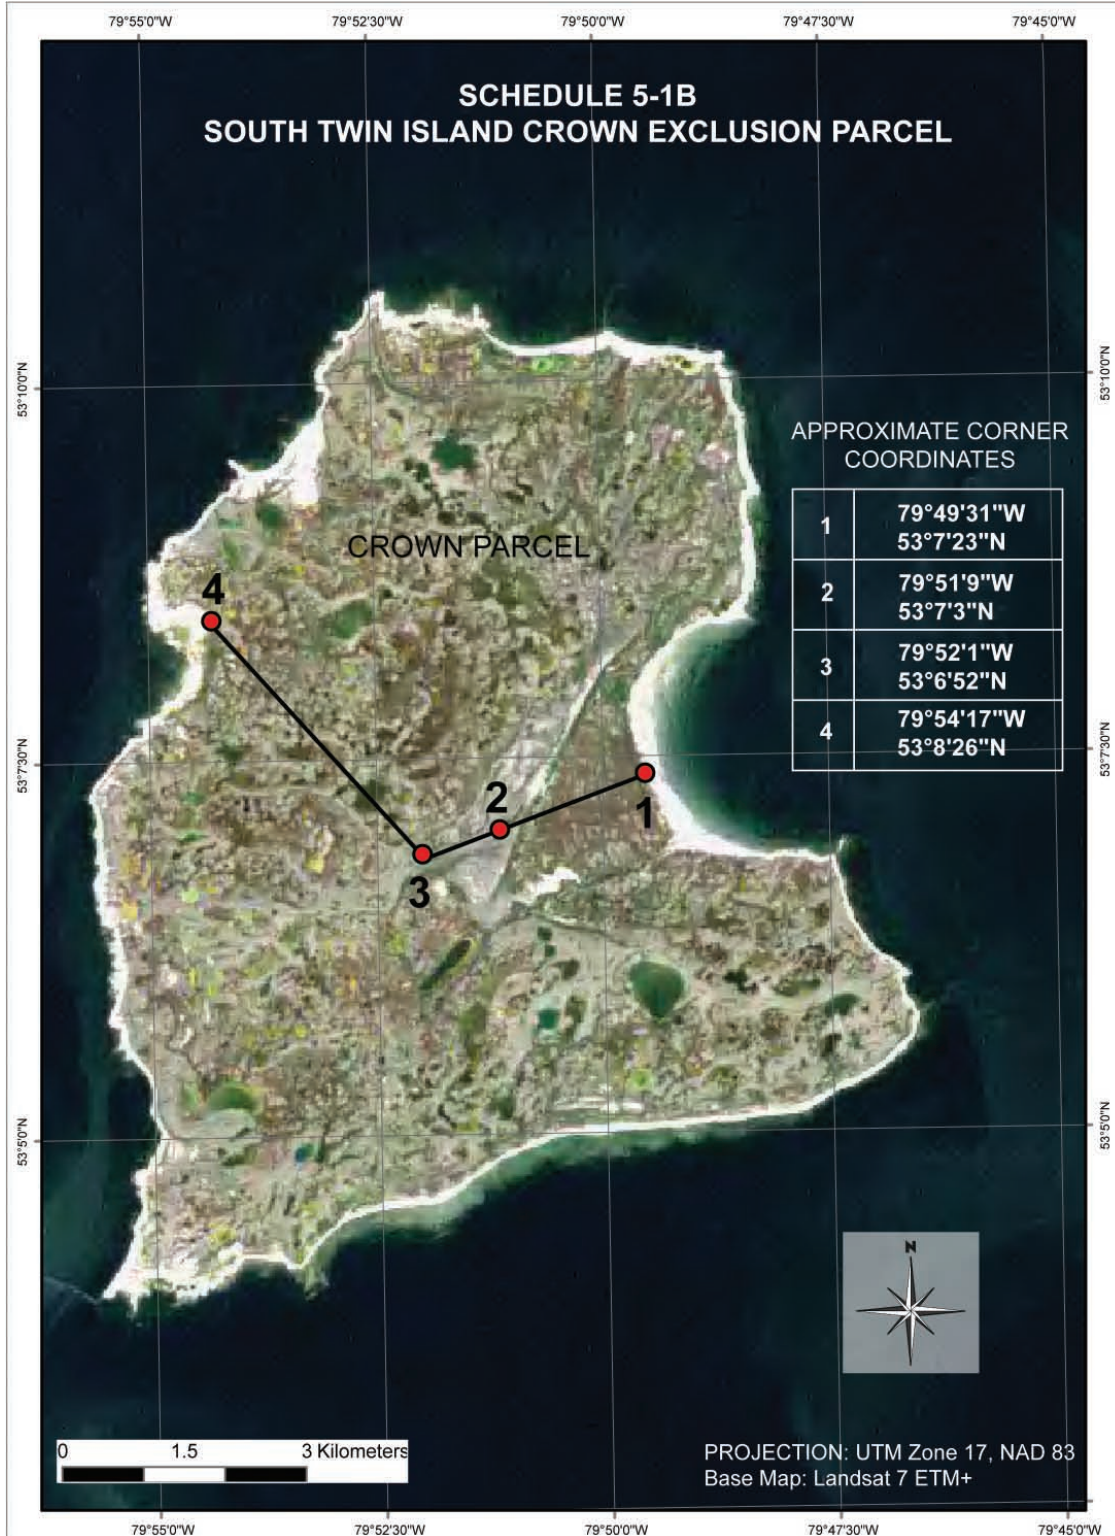 79°55'0"W 79°52'30"W 79°50'0"W 79°47'30"W 79°45'0"W
SCHEDULE 5-1B
SOUTH TWIN ISLAND CROWN EXCLUSION PARCEL
53°10'0"N 53°10'0"N
APPROXIMATE CORNER
COORDINATES
1 79°49'31"W
53°7'23"N
2 79°51'9"W
53°7'3"N
3 79°52'1"W
53°6'52"N
4 79°54'17"W
53°8'26"N
CROWN PARCEL
4
53°7'30"N 53°7'30"N
2
1
3
53°5'0"N 53°5'0"N
N
0 1.5 3 Kilometers
PROJECTION: UTM Zone 17, NAD 83
Base Map: Landsat 7 ETM+
79°55'0"W 79°52'30"W 79°50'0"W 79°47'30"W 79°45'0"W